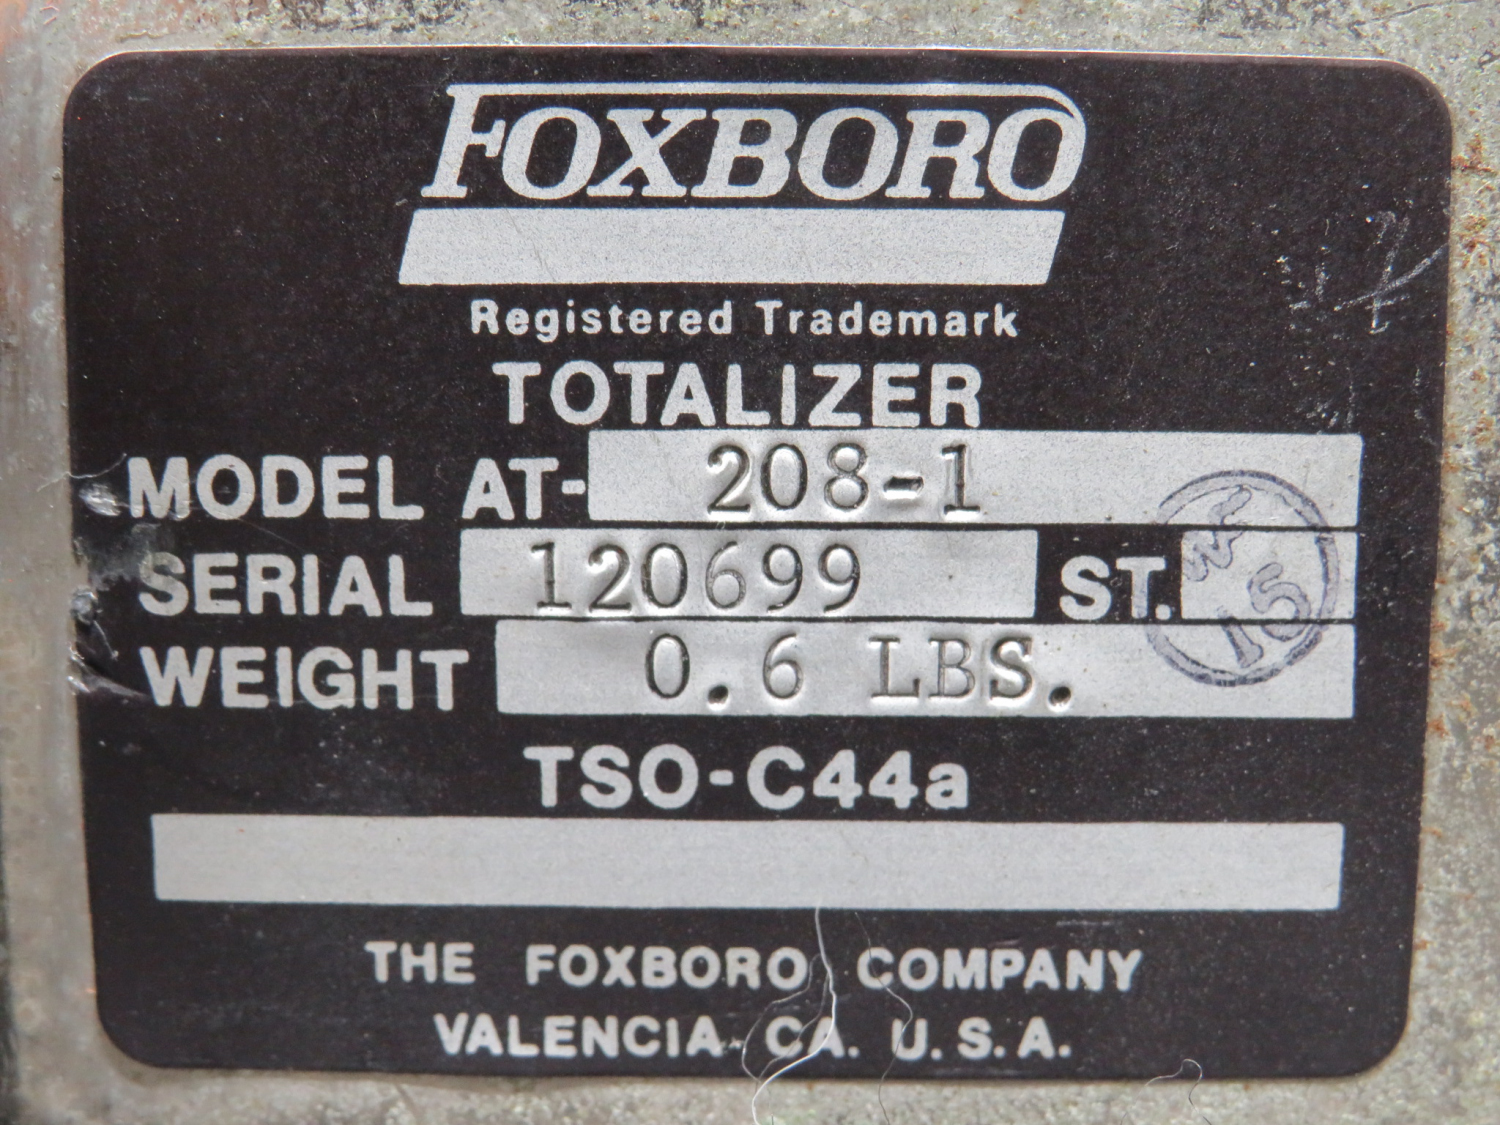 FOXBORO
Registered Trademark
TOTALIZER
MODEL AT- 208-1
SERIAL 120699 ST.
15
WEIGHT 0.6 LBS.
TSO-C44a
THE FOXBORO COMPANY
VALENCIA, CA. U.S.A.